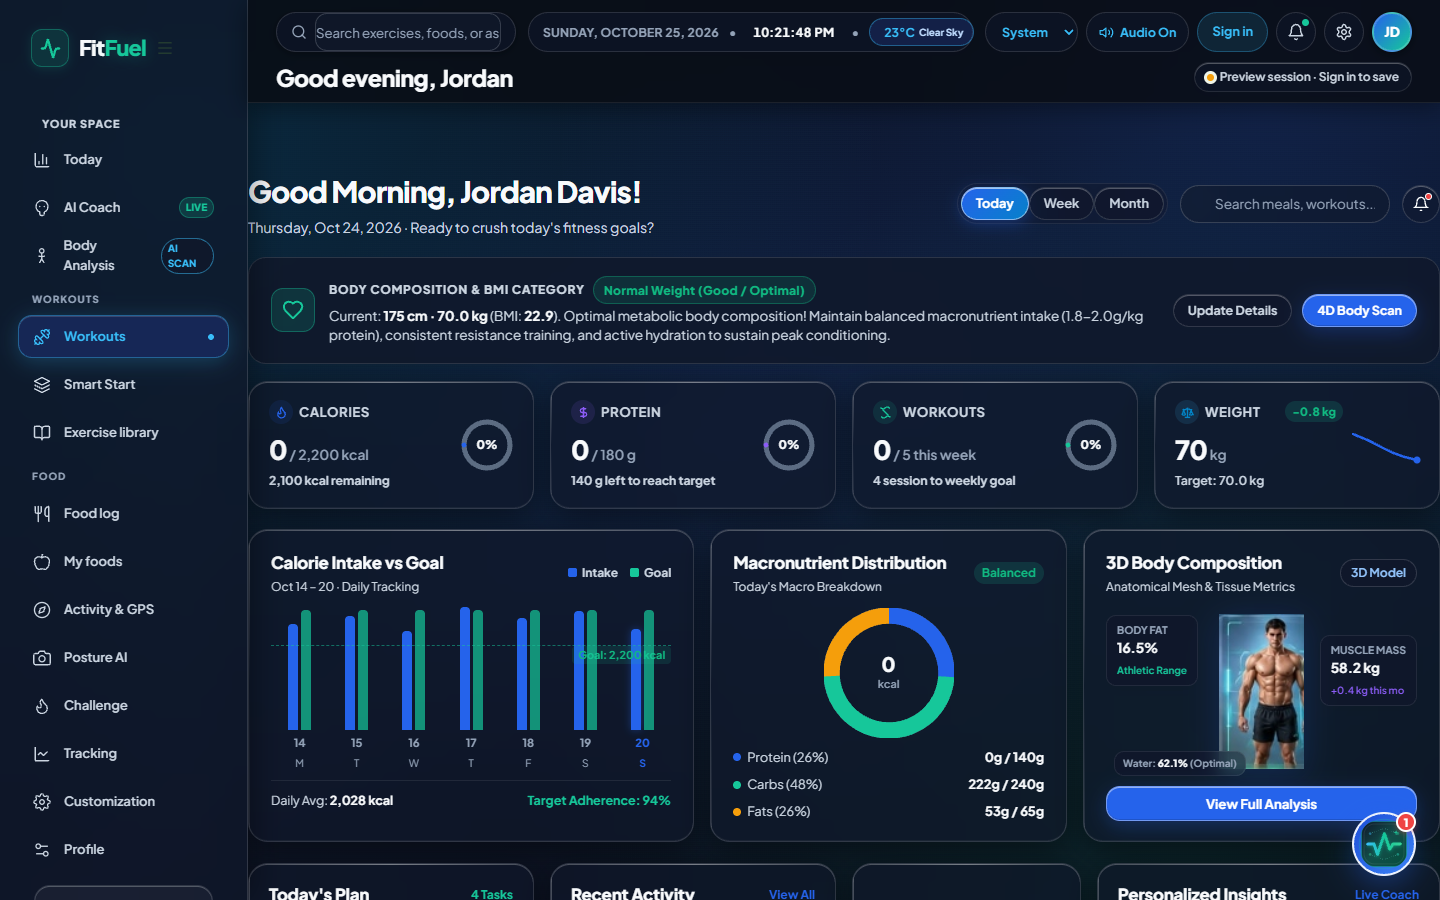 FitFuel
Search exercises, foods, or as
SUNDAY, OCTOBER 25, 2026 • 10:21:48 PM •
23°C Clear Sky
System
Audio On
Sign in
JD
Good evening, Jordan
Preview session · Sign in to save
YOUR SPACE
Today
AI Coach
LIVE
Body
Analysis
AI
SCAN
WORKOUTS
Workouts
Smart Start
Exercise library
FOOD
Food log
My foods
Activity & GPS
Posture AI
Challenge
Tracking
Customization
Profile
Good Morning, Jordan Davis!
Thursday, Oct 24, 2026 · Ready to crush today's fitness goals?
Today
Week
Month
Search meals, workouts...
BODY COMPOSITION & BMI CATEGORY
Normal Weight (Good / Optimal)
Current: 175 cm · 70.0 kg (BMI: 22.9). Optimal metabolic body composition! Maintain balanced macronutrient intake (1.8–2.0g/kg
protein), consistent resistance training, and active hydration to sustain peak conditioning.
Update Details
4D Body Scan
CALORIES
0 / 2,200 kcal
0%
2,100 kcal remaining
PROTEIN
0 / 180 g
0%
140 g left to reach target
WORKOUTS
0 / 5 this week
0%
4 session to weekly goal
WEIGHT
−0.8 kg
70 kg
Target: 70.0 kg
Calorie Intake vs Goal
Oct 14 – 20 · Daily Tracking
Intake
Goal
Goal: 2,200 kcal
14 15 16 17 18 19 20
M T W T F S S
Daily Avg: 2,028 kcal
Target Adherence: 94%
Macronutrient Distribution
Today's Macro Breakdown
Balanced
0
kcal
Protein (26%) 0g / 140g
Carbs (48%) 222g / 240g
Fats (26%) 53g / 65g
3D Body Composition
Anatomical Mesh & Tissue Metrics
3D Model
BODY FAT
16.5%
Athletic Range
MUSCLE MASS
58.2 kg
+0.4 kg this mo
Water: 62.1% (Optimal)
View Full Analysis
1
Today's Plan
4 Tasks
Recent Activity
View All
Personalized Insights
Live Coach